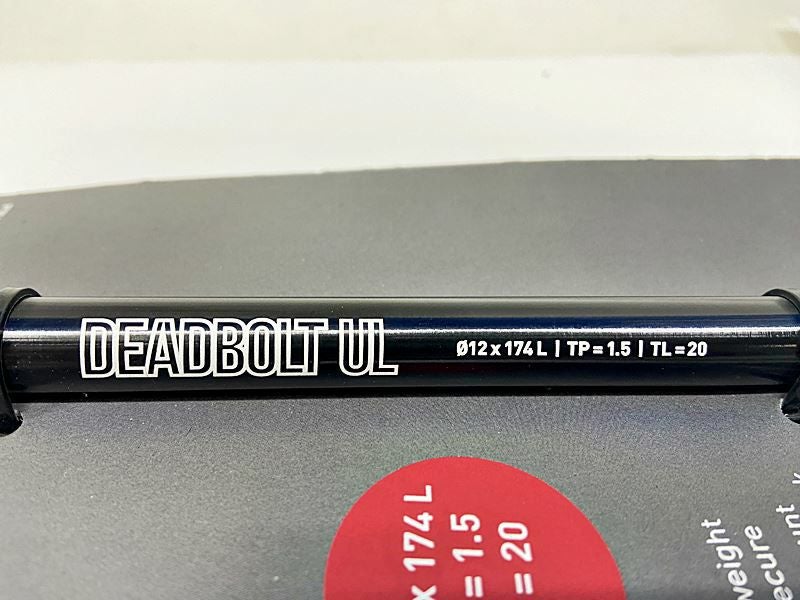 DEADBOLT UL
Ø12 x 174 L | TP = 1.5 | TL = 20
x 174 L
= 1.5
= 20
weight
ecure